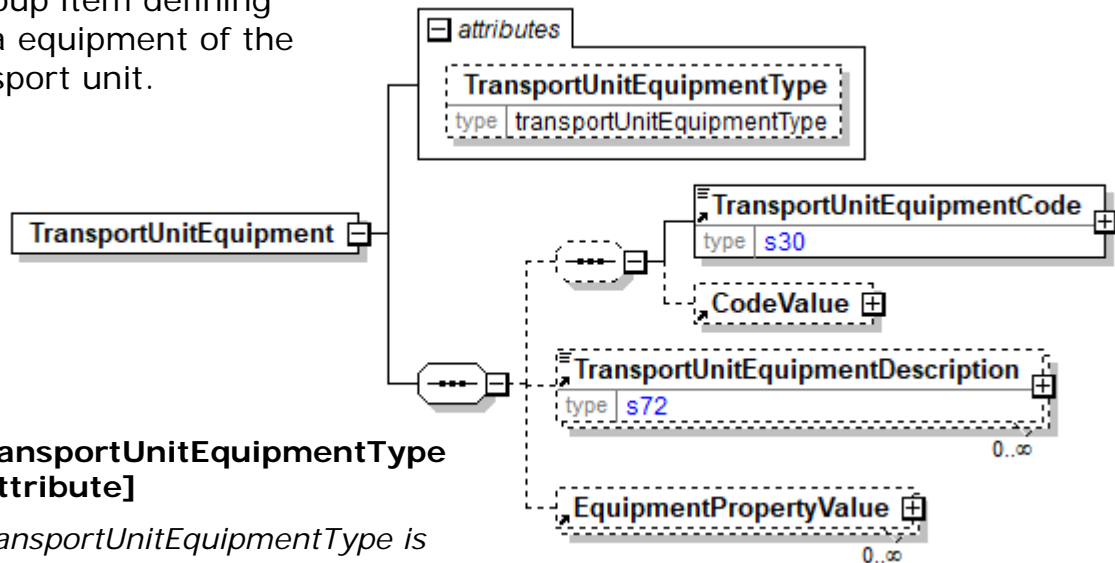 oup item defining
a equipment of the
sport unit.
attributes
TransportUnitEquipmentType
type transportUnitEquipmentType
TransportUnitEquipment
TransportUnitEquipmentCode
type s30
CodeValue
TransportUnitEquipmentDescription
type s72
0..∞
EquipmentPropertyValue
0..∞
ansportUnitEquipmentType
ttribute]
ansportUnitEquipmentType is